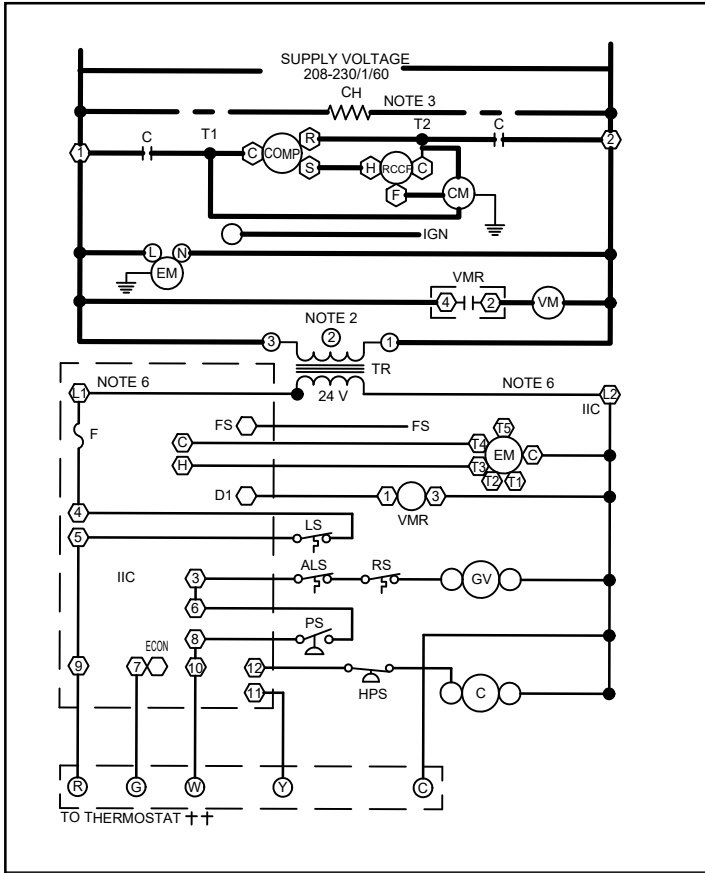 SUPPLY VOLTAGE
208-230/1/60
CH
NOTE 3
C
T1
T2
C
1
2
C
COMP
R
S
H
RCCF
C
F
CM
IGN
L
N
EM
VMR
4
2
VM
NOTE 2
3
2
1
TR
L1
NOTE 6
24 V
NOTE 6
L2
IIC
F
FS
FS
C
T4
T5
EM
C
H
T3
T2
T1
D1
1
3
VMR
4
LS
5
IIC
3
ALS
RS
GV
6
8
PS
ECON
9
7
10
12
HPS
C
11
R
G
W
Y
C
TO THERMOSTAT ††